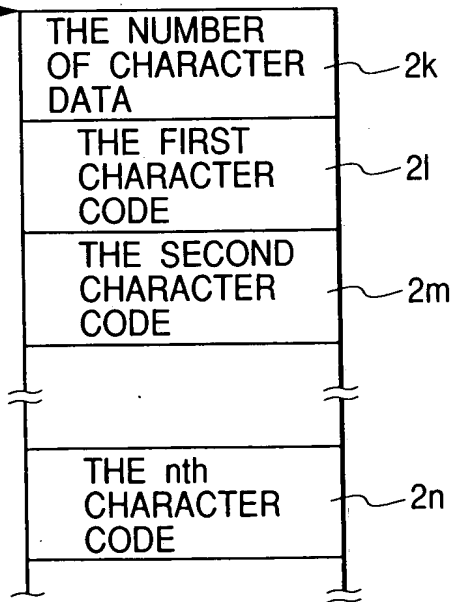 THE NUMBER
OF CHARACTER
DATA
2k
THE FIRST
CHARACTER
CODE
2l
THE SECOND
CHARACTER
CODE
2m
THE nth
CHARACTER
CODE
2n